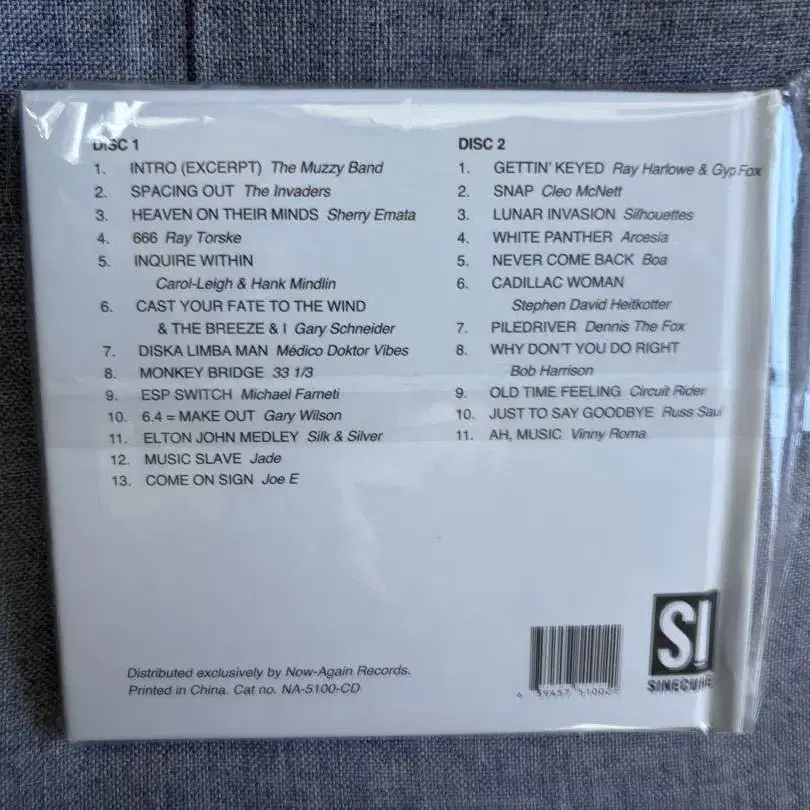 DISC 1
1. INTRO (EXCERPT) The Muzzy Band
2. SPACING OUT The Invaders
3. HEAVEN ON THEIR MINDS Sherry Emata
4. 666 Ray Torske
5. INQUIRE WITHIN
Carol-Leigh & Hank Mindlin
6. CAST YOUR FATE TO THE WIND
& THE BREEZE & I Gary Schneider
7. DISKA LIMBA MAN Médico Doktor Vibes
8. MONKEY BRIDGE 33 1/3
9. ESP SWITCH Michael Farneti
10. 6.4 = MAKE OUT Gary Wilson
11. ELTON JOHN MEDLEY Silk & Silver
12. MUSIC SLAVE Jade
13. COME ON SIGN Joe E
DISC 2
1. GETTIN' KEYED Ray Harlowe & Gyp Fox
2. SNAP Cleo McNett
3. LUNAR INVASION Silhouettes
4. WHITE PANTHER Arcesia
5. NEVER COME BACK Boa
6. CADILLAC WOMAN
Stephen David Heitkotter
7. PILEDRIVER Dennis The Fox
8. WHY DON'T YOU DO RIGHT
Bob Harrison
9. OLD TIME FEELING Circuit Rider
10. JUST TO SAY GOODBYE Russ Saul
11. AH, MUSIC Vinny Roma
Distributed exclusively by Now-Again Records.
Printed in China. Cat no. NA-5100-CD
SI